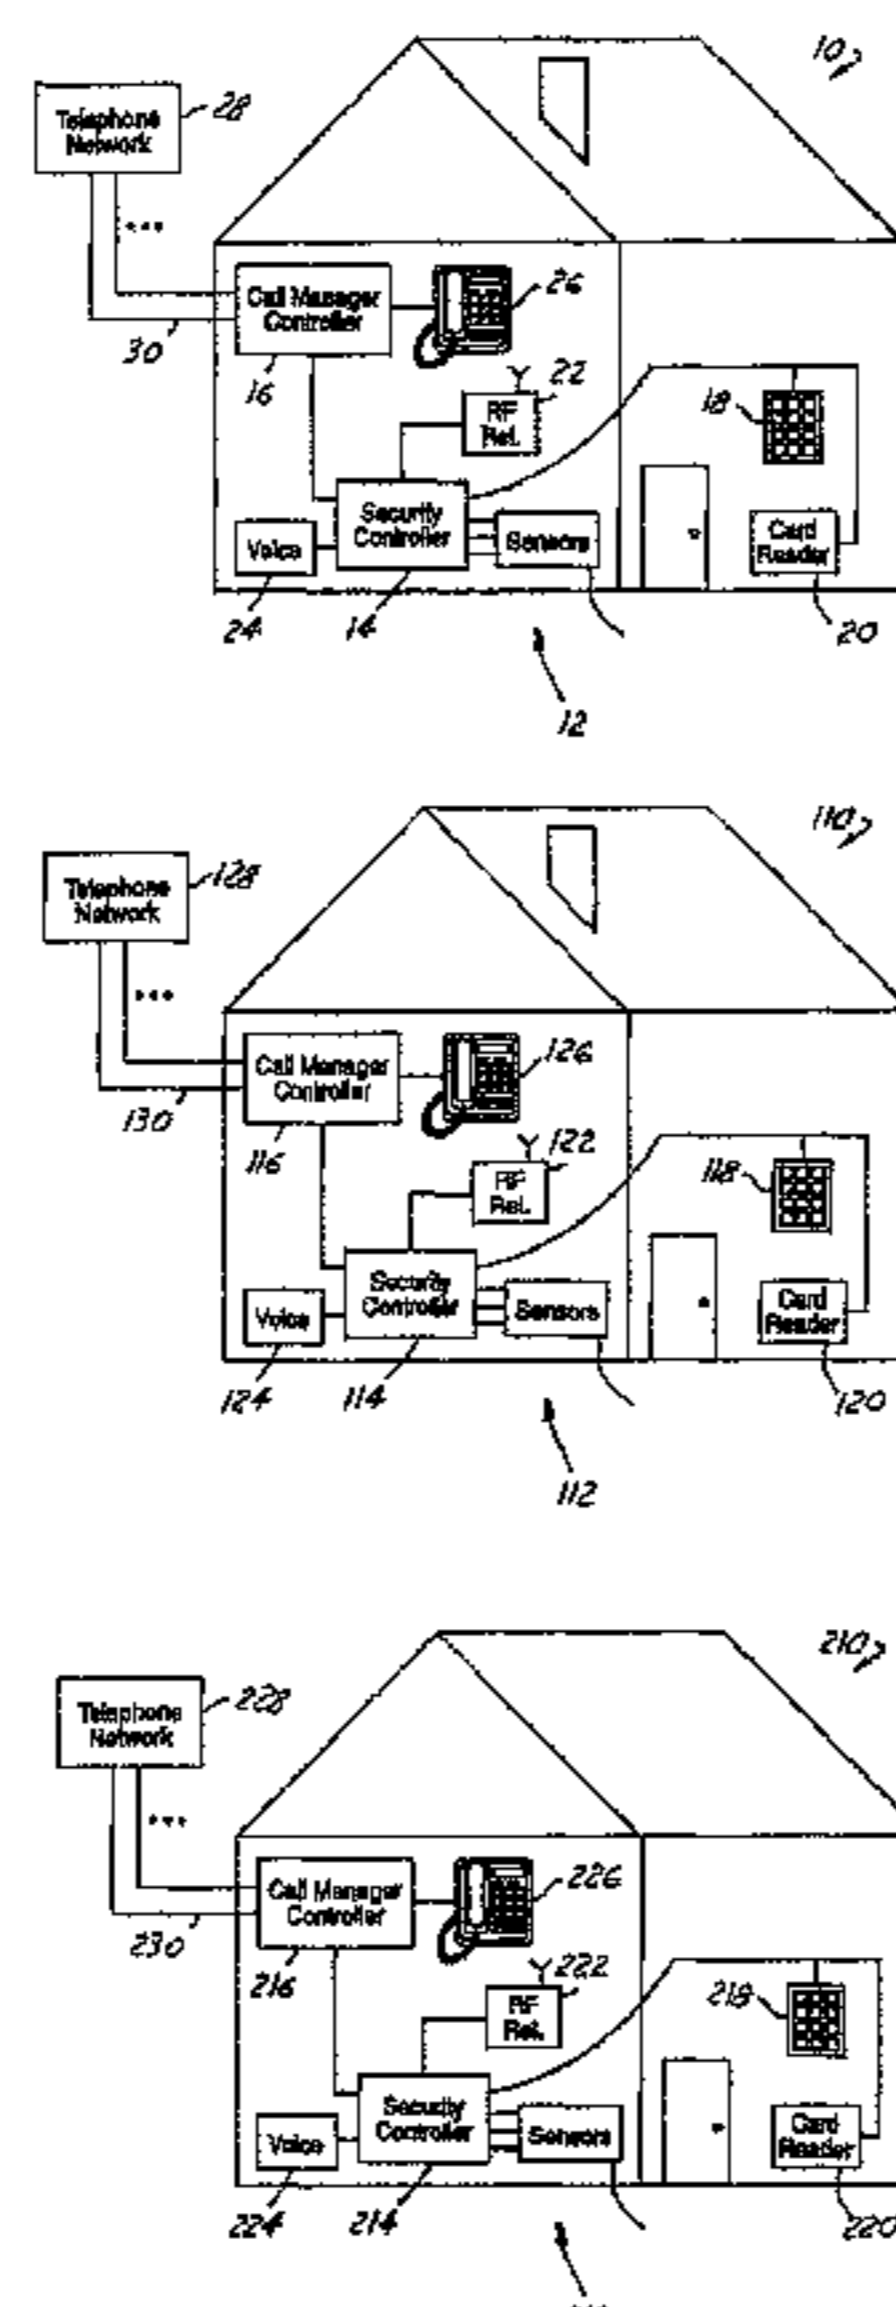 10
Telephone
Network
28
30
Call Manager
Controller
16
26
22
RF
Rel.
18
Security
Controller
14
Voice
24
Sensors
Card
Reader
20
12
110
Telephone
Network
128
130
Call Manager
Controller
116
126
122
RF
Rel.
118
Security
Controller
114
Voice
124
Sensors
Card
Reader
120
112
210
Telephone
Network
228
230
Call Manager
Controller
216
226
222
RF
Rel.
218
Security
Controller
214
Voice
224
Sensors
Card
Reader
220